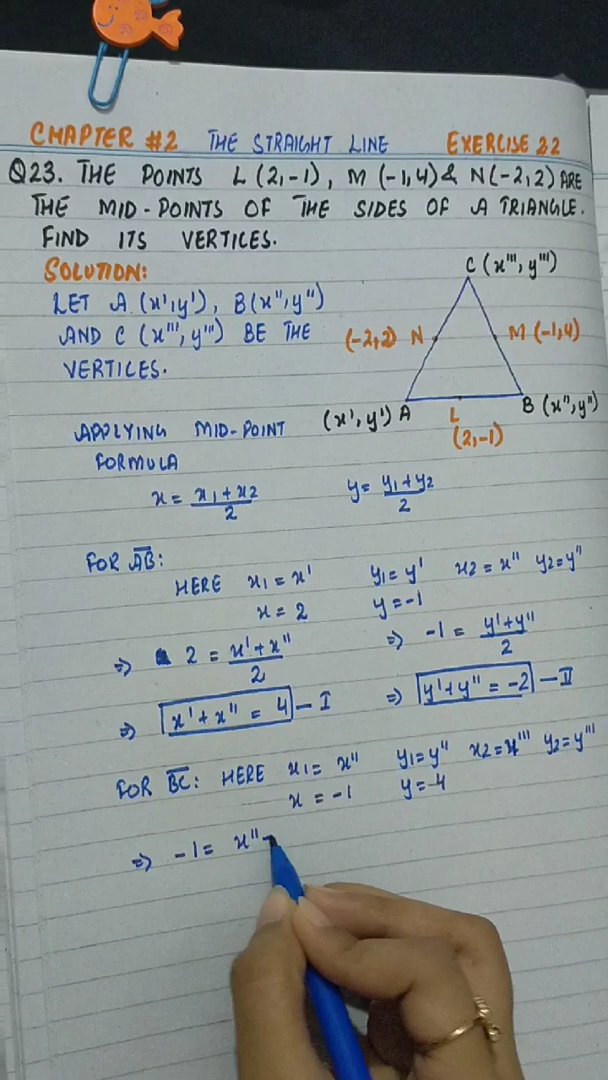 CHAPTER #2 THE STRAIGHT LINE EXERCISE 2.2
Q23. THE POINTS L(2,-1), M(-1,4) & N(-2,2) ARE
THE MID-POINTS OF THE SIDES OF A TRIANGLE.
FIND ITS VERTICES.
SOLUTION:
LET A (x',y'), B(x'',y'')
AND C (x''',y''') BE THE
VERTICES.
C (x''',y''')
(-2,2) N
M (-1,4)
(x',y') A
L
(2,-1)
B (x'',y'')
APPLYING MID-POINT
FORMULA
x = x1+x2/2 y = y1+y2/2
FOR AB:
HERE x1=x' y1=y' x2=x'' y2=y''
x=2 y=-1
⇒ 2 = x'+x''/2 ⇒ -1 = y'+y''/2
⇒ x'+x'' = 4 — I ⇒ y'+y'' = -2 — II
FOR BC: HERE x1=x'' y1=y'' x2=x''' y2=y'''
x=-1 y=4
⇒ -1 = x''